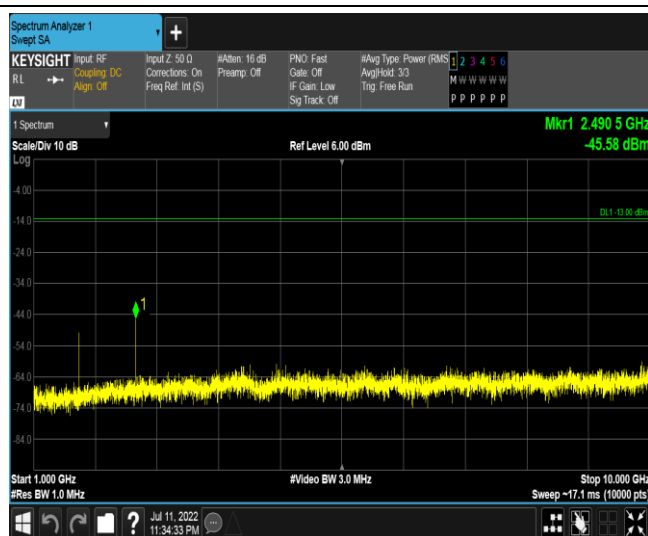 Spectrum Analyzer 1
Swept SA
KEYSIGHT
RL
LXI
Input: RF
Coupling: DC
Align: Off
Input Z: 50 Ω
Corrections: On
Freq Ref: Int (S)
#Atten: 16 dB
Preamp: Off
PNO: Fast
Gate: Off
IF Gain: Low
Sig Track: Off
#Avg Type: Power (RMS
Avg|Hold: 3/3
Trig: Free Run
1 2 3 4 5 6
M W W W W W
P P P P P P
1 Spectrum
Scale/Div 10 dB
Ref Level 6.00 dBm
Mkr1 2.490 5 GHz
-45.58 dBm
Log
-4.00
DL1 -13.00 dBm
-14.0
-24.0
-34.0
1
-44.0
-54.0
-64.0
-74.0
-84.0
Start 1.000 GHz
#Video BW 3.0 MHz
Stop 10.000 GHz
#Res BW 1.0 MHz
Sweep ~17.1 ms (10000 pts)
?
Jul 11, 2022
11:34:33 PM